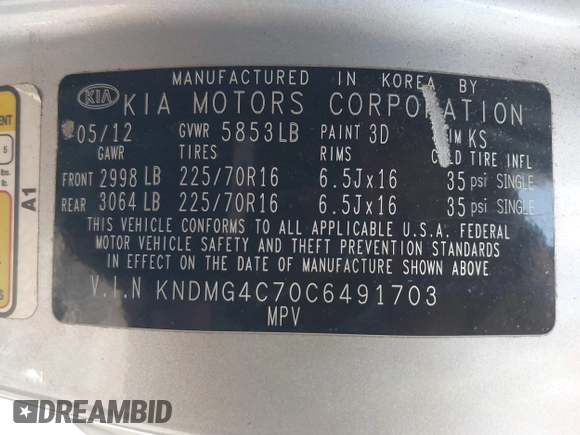 MANUFACTURED IN KOREA BY
KIA KIA MOTORS CORPORATION
05/12 GVWR 5853LB PAINT 3D KS
GAWR TIRES RIMS COLD TIRE INFL
FRONT 2998 LB 225/70R16 6.5Jx16 35 psi SINGLE
REAR 3064 LB 225/70R16 6.5Jx16 35 psi SINGLE
THIS VEHICLE CONFORMS TO ALL APPLICABLE U.S.A. FEDERAL
MOTOR VEHICLE SAFETY AND THEFT PREVENTION STANDARDS
IN EFFECT ON THE DATE OF MANUFACTURE SHOWN ABOVE
V.I.N KNDMG4C70C6491703
MPV
A1
5
lbs.
lb.
DREAMBID